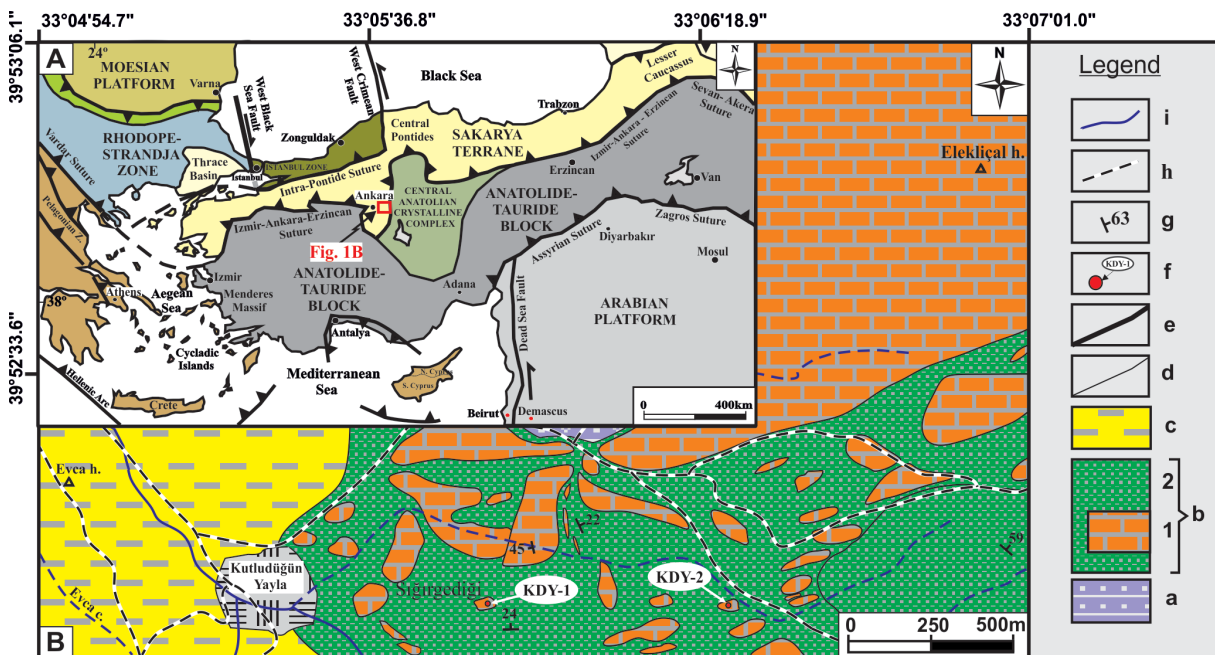 33°04'54.7"
33°05'36.8"
33°06'18.9"
33°07'01.0"
39°53'06.1"
39°52'33.6"
A
24°
MOESIAN
PLATFORM
Varna
West Black
Sea Fault
West Crimean
Fault
Black Sea
Lesser
Caucassus
N
Sevan- Akera
Suture
RHODOPE-
STRANDJA
ZONE
Zonguldak
Central
Pontides
Trabzon
SAKARYA
TERRANE
Izmir-Ankara - Erzincan
Suture
Vardar Suture
Thrace
Basin
Istanbul
ISTANBUL ZONE
Intra-Pontide Suture
Erzincan
Van
Pelagonian Z.
Ankara
CENTRAL
ANATOLIAN
CRYSTALLINE
COMPLEX
ANATOLIDE-
TAURIDE
BLOCK
Izmir-Ankara-Erzincan
Suture
Zagros Suture
Assyrian Suture
Diyarbakır
Mosul
Fig. 1B
Izmir
ANATOLIDE-
TAURIDE
BLOCK
Menderes
Massif
Adana
38°
Athens
Aegean
Sea
Antalya
Dead Sea Fault
ARABIAN
PLATFORM
Cycladic
Islands
Mediterranean
Sea
S. Cyprus
S. Cyprus
Hellenic Arc
Crete
Beirut
Demascus
0
400km
N
Elekliçal h.
Evca h.
22
45
59
Kutludüğün
Yayla
Sığırgediği
KDY-1
KDY-2
24
Evca c.
B
0
250
500m
Legend
i
h
63
g
KDY-1
f
e
d
c
2
1
b
a